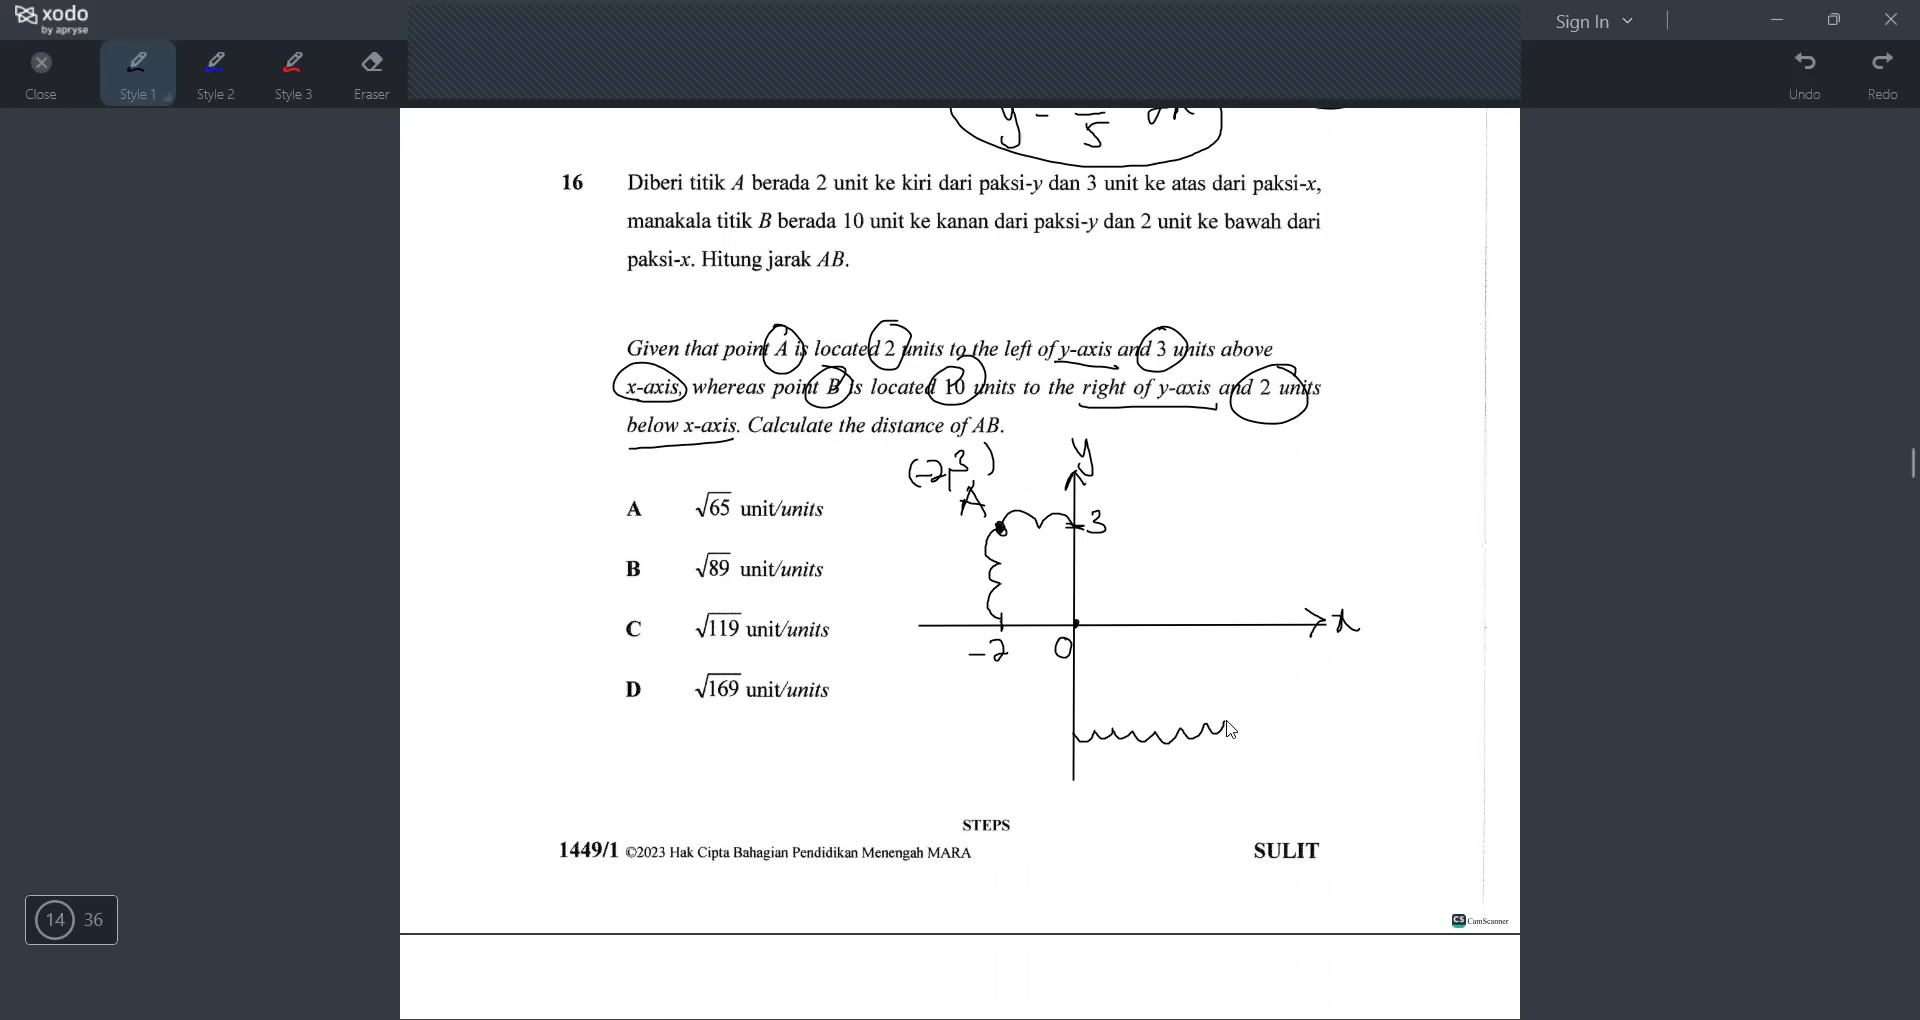 xodo
by apryse
Sign In
Close
Style 1
Style 2
Style 3
Eraser
Undo
Redo
y = — 5
16 Diberi titik A berada 2 unit ke kiri dari paksi-y dan 3 unit ke atas dari paksi-x,
manakala titik B berada 10 unit ke kanan dari paksi-y dan 2 unit ke bawah dari
paksi-x. Hitung jarak AB.
Given that point A is located 2 units to the left of y-axis and 3 units above
x-axis, whereas point B is located 10 units to the right of y-axis and 2 units
below x-axis. Calculate the distance of AB.
(-2,3)
y
A √65 unit/units
A
3
B √89 unit/units
C √119 unit/units
x
-2 0
D √169 unit/units
STEPS
1449/1 ©2023 Hak Cipta Bahagian Pendidikan Menengah MARA SULIT
14 36
CS CamScanner